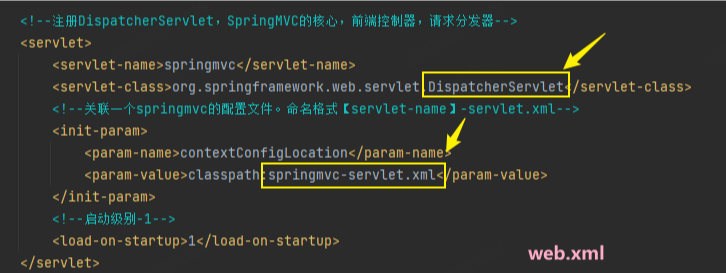 <!--注册DispatcherServlet，SpringMVC的核心，前端控制器，请求分发器-->
<servlet>
<servlet-name>springmvc</servlet-name>
<servlet-class>org.springframework.web.servlet.DispatcherServlet</servlet-class>
<!--关联一个springmvc的配置文件。命名格式【servlet-name】-servlet.xml-->
<init-param>
<param-name>contextConfigLocation</param-name>
<param-value>classpath:springmvc-servlet.xml</param-value>
</init-param>
<!--启动级别-1-->
<load-on-startup>1</load-on-startup>
</servlet>
web.xml